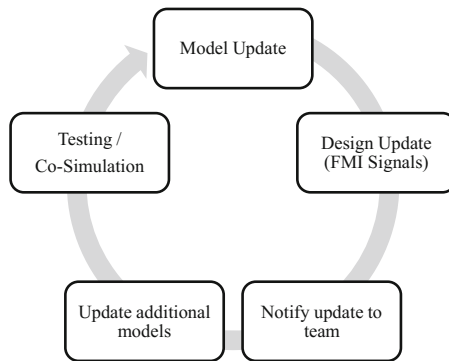 Model Update
Design Update
(FMI Signals)
Notify update to
team
Update additional
models
Testing /
Co-Simulation